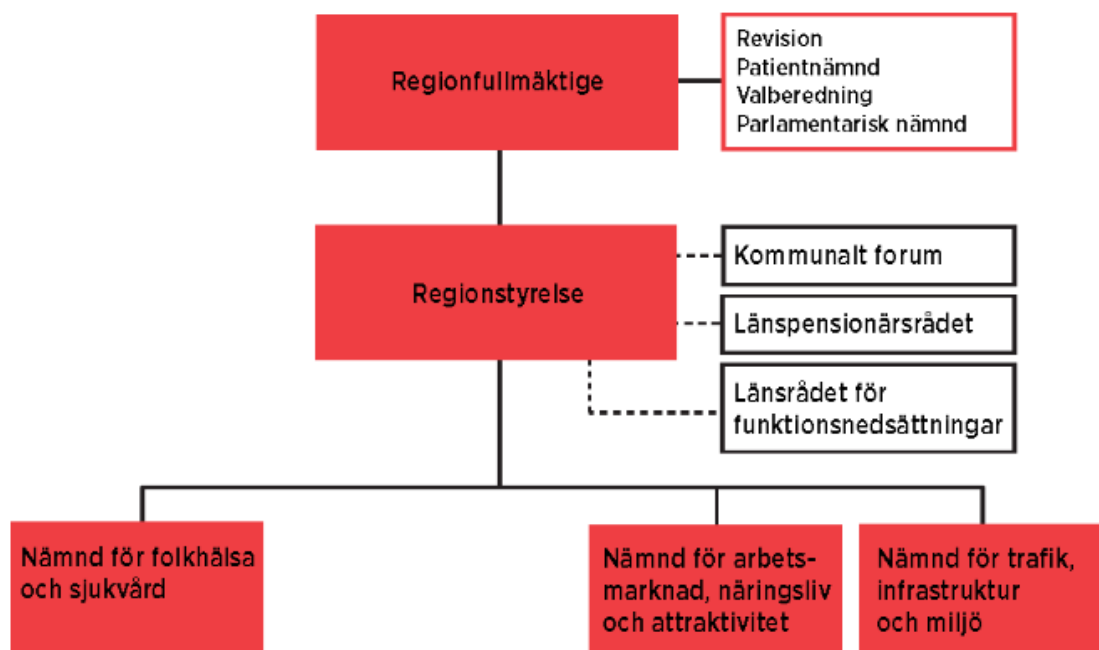 Regionfullmäktige
Revision
Patientnämnd
Valberedning
Parlamentarisk nämnd
Regionstyrelse
Kommunalt forum
Länspensionärsrådet
Länsrådet för
funktionsnedsättningar
Nämnd för folkhälsa
och sjukvård
Nämnd för arbets-
marknad, näringsliv
och attraktivitet
Nämnd för trafik,
infrastruktur
och miljö